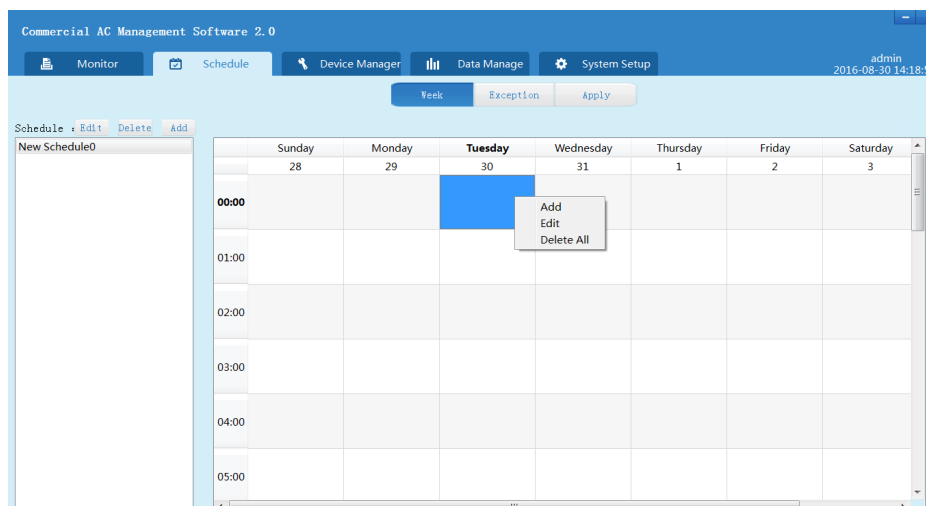 Commercial AC Management Software 2.0
Monitor Schedule Device Manager Data Manage System Setup
admin
2016-08-30 14:18:
Week Exception Apply
Schedule : Edit Delete Add
New Schedule0
Sunday Monday Tuesday Wednesday Thursday Friday Saturday
28 29 30 31 1 2 3
00:00
Add
Edit
Delete All
01:00
02:00
03:00
04:00
05:00